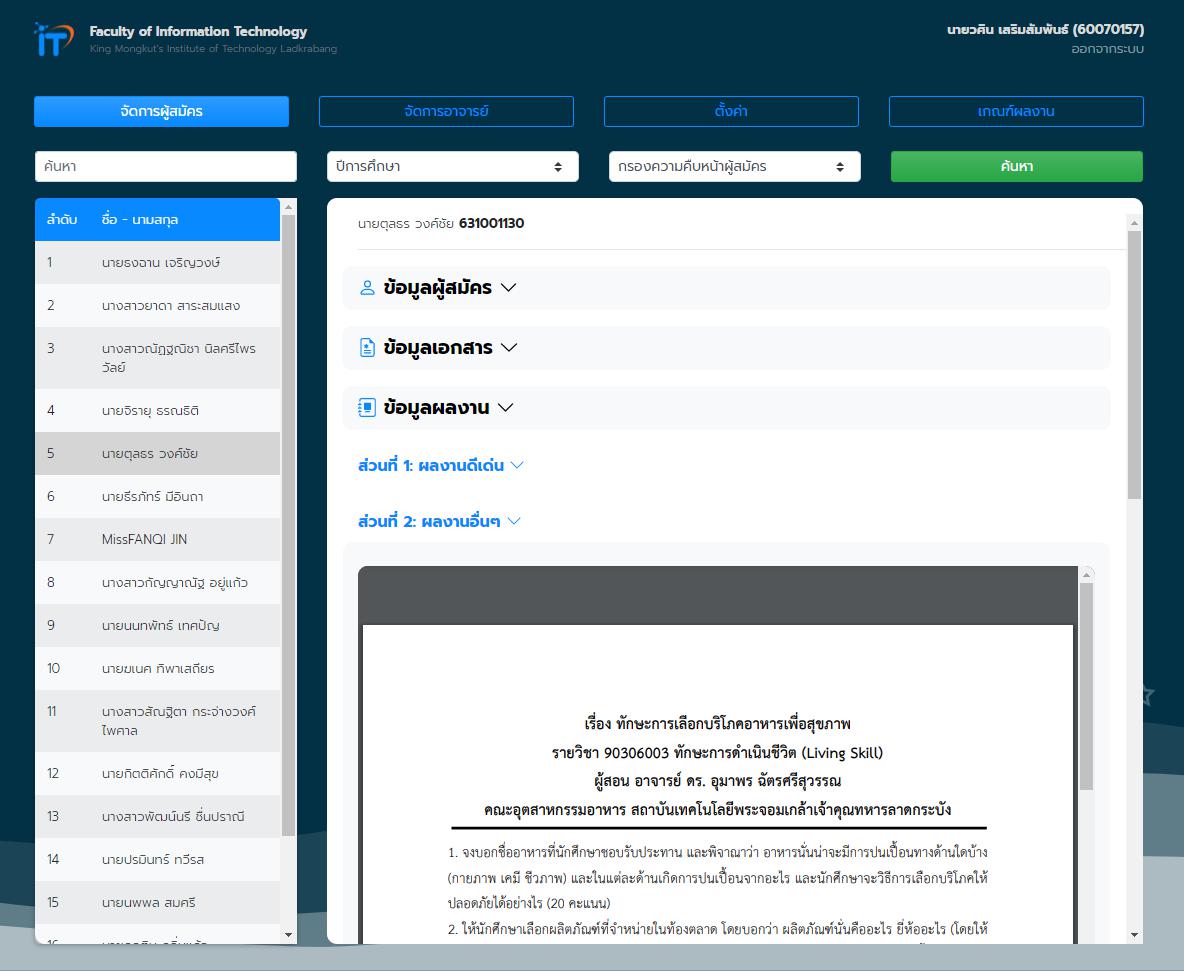 iT
Faculty of Information Technology
King Mongkut's Institute of Technology Ladkrabang
นายวศิน เสริมสัมพันธ์ (60070157)
ออกจากระบบ
จัดการผู้สมัคร
จัดการอาจารย์
ตั้งค่า
เกณฑ์ผลงาน
ค้นหา
ปีการศึกษา
กรองความคืบหน้าผู้สมัคร
ค้นหา
ลำดับ ชื่อ - นามสกุล
1 นายธงฉาน เจริญวงษ์
2 นางสาวยาดา สาระสมแสง
3 นางสาวณัฏฐณิชา นิลศรีไพร
วัลย์
4 นายจิรายุ ธรณธิติ
5 นายตุลธร วงศ์ชัย
6 นายธีรภัทร์ มีอินถา
7 MissFANQI JIN
8 นางสาวกัญญาณัฐ อยู่แก้ว
9 นายนนทพัทธ์ เทศปัญ
10 นายฆเนศ ทิพาเสถียร
11 นางสาวสัณฐิตา กระจ่างวงศ์
ไพศาล
12 นายกิตติศักดิ์ คงมีสุข
13 นางสาวพัฒน์นรี ชื่นปราณี
14 นายปรมินทร์ ทวีรส
15 นายนพพล สมศรี
นายตุลธร วงศ์ชัย 631001130
ข้อมูลผู้สมัคร
ข้อมูลเอกสาร
ข้อมูลผลงาน
ส่วนที่ 1: ผลงานดีเด่น
ส่วนที่ 2: ผลงานอื่นๆ
เรื่อง ทักษะการเลือกบริโภคอาหารเพื่อสุขภาพ
รายวิชา 90306003 ทักษะการดำเนินชีวิต (Living Skill)
ผู้สอน อาจารย์ ดร. อุมาพร ฉัตรศรีสุวรรณ
คณะอุตสาหกรรมอาหาร สถาบันเทคโนโลยีพระจอมเกล้าเจ้าคุณทหารลาดกระบัง
1. จงบอกชื่ออาหารที่นักศึกษาชอบรับประทาน และพิจาณาว่า อาหารนั่นน่าจะมีการปนเปื้อนทางด้านใดบ้าง
(กายภาพ เคมี ชีวภาพ) และในแต่ละด้านเกิดการปนเปื้อนจากอะไร และนักศึกษาจะวิธีการเลือกบริโภคให้
ปลอดภัยได้อย่างไร (20 คะแนน)
2. ให้นักศึกษาเลือกผลิตภัณฑ์ที่จำหน่ายในท้องตลาด โดยบอกว่า ผลิตภัณฑ์นั่นคืออะไร ยี่ห้ออะไร (โดยให้